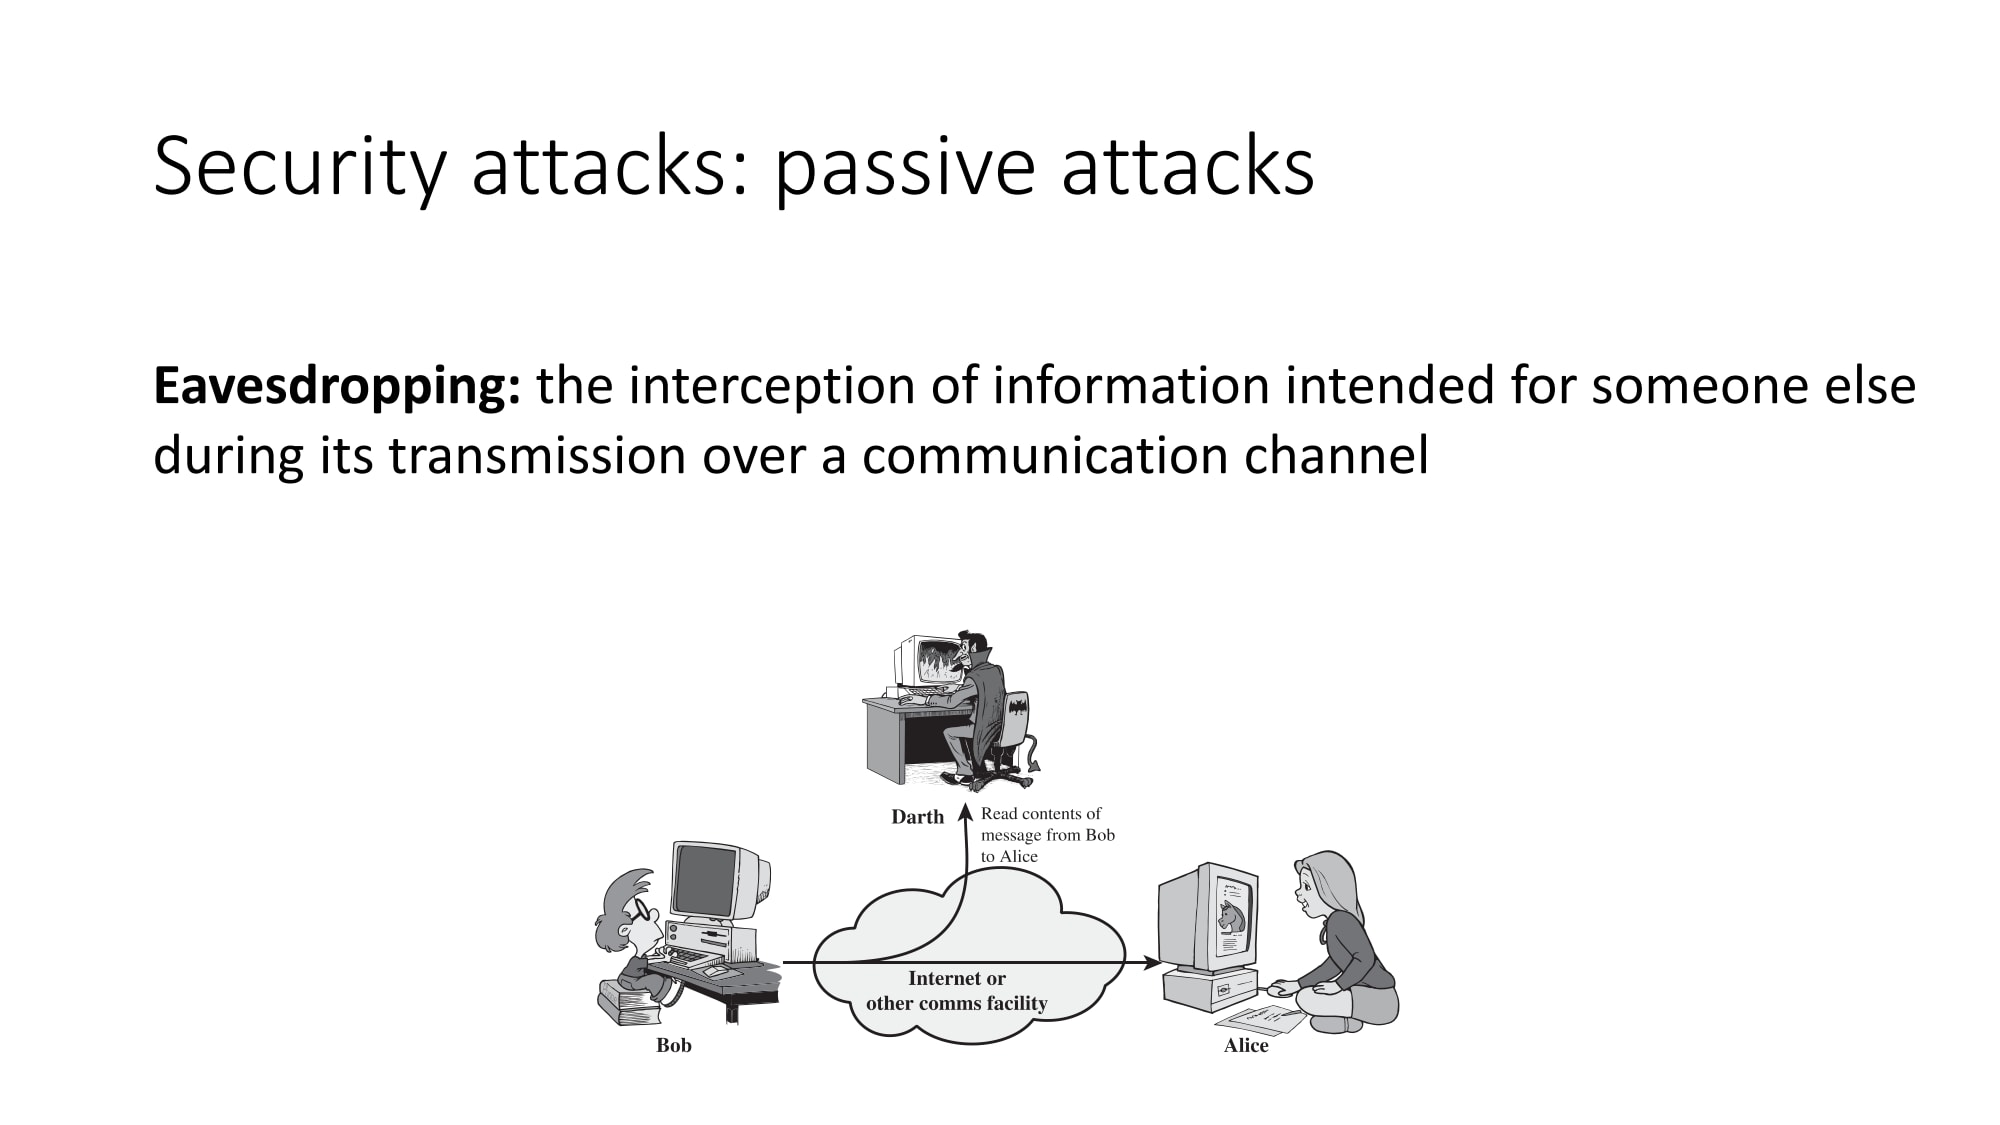 Security attacks: passive attacks
Eavesdropping: the interception of information intended for someone else
during its transmission over a communication channel
Darth
Read contents of
message from Bob
to Alice
Internet or
other comms facility
Bob
Alice